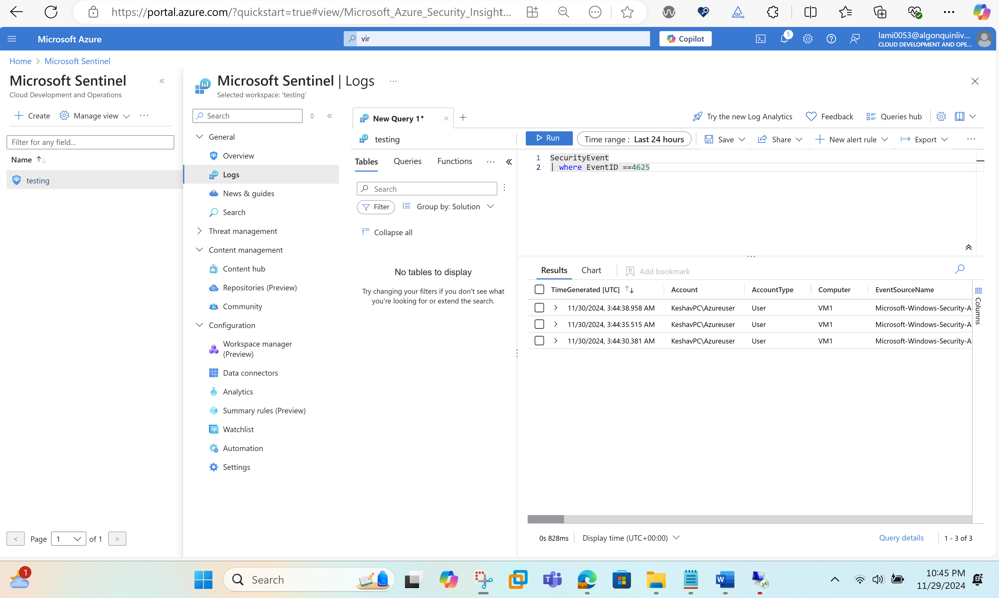 https://portal.azure.com/?quickstart=true#view/Microsoft_Azure_Security_Insight...
Microsoft Azure
vir
Copilot
5
lami0053@algonquinliv...
CLOUD DEVELOPMENT AND OPE...
Home > Microsoft Sentinel
Microsoft Sentinel
Cloud Development and Operations
Create
Manage view
Filter for any field...
Name
testing
< Page 1 of 1 >
Microsoft Sentinel | Logs
Selected workspace: 'testing'
Search
General
Overview
Logs
News & guides
Search
Threat management
Content management
Content hub
Repositories (Preview)
Community
Configuration
Workspace manager
(Preview)
Data connectors
Analytics
Summary rules (Preview)
Watchlist
Automation
Settings
New Query 1*
Try the new Log Analytics
Feedback
Queries hub
testing
Run
Time range : Last 24 hours
Save
Share
New alert rule
Export
Tables
Queries
Functions
Search
Filter
Group by: Solution
Collapse all
No tables to display
Try changing your filters if you don't see what
you're looking for or extend the search.
1 SecurityEvent
2 | where EventID ==4625
Results
Chart
Add bookmark
TimeGenerated [UTC] Account AccountType Computer EventSourceName
11/30/2024, 3:44:38.958 AM KeshavPC\Azureuser User VM1 Microsoft-Windows-Security-A
11/30/2024, 3:44:35.515 AM KeshavPC\Azureuser User VM1 Microsoft-Windows-Security-A
11/30/2024, 3:44:30.381 AM KeshavPC\Azureuser User VM1 Microsoft-Windows-Security-A
Columns
0s 828ms
Display time (UTC+00:00)
Query details
1 - 3 of 3
1
Search
10:45 PM
11/29/2024